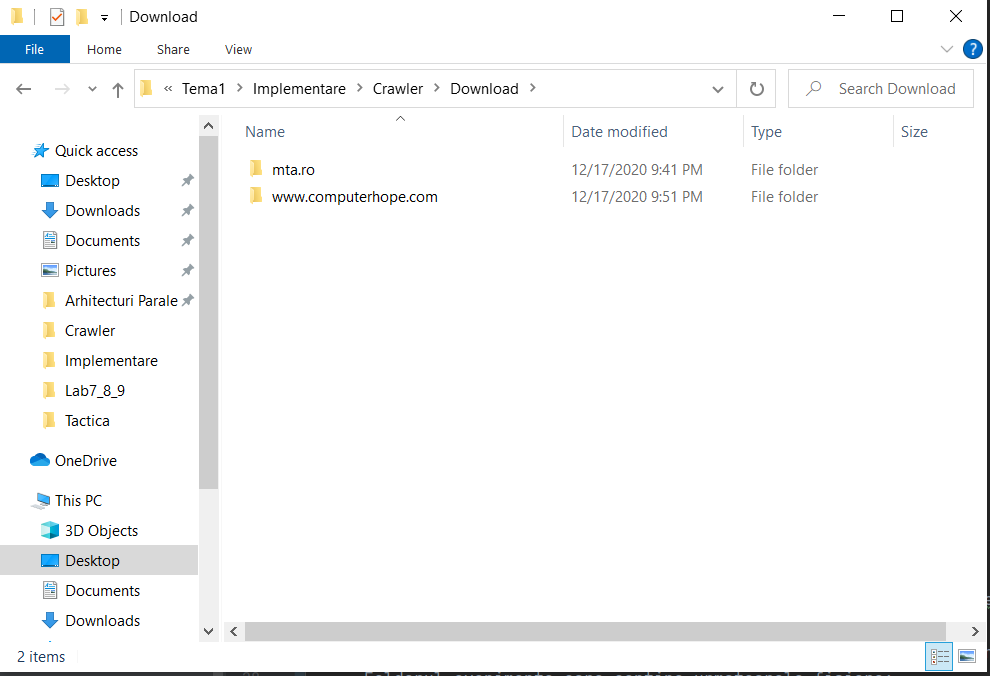 Download
File Home Share View
« Tema1 > Implementare > Crawler > Download > Search Download
Name Date modified Type Size
mta.ro 12/17/2020 9:41 PM File folder
www.computerhope.com 12/17/2020 9:51 PM File folder
Quick access
Desktop
Downloads
Documents
Pictures
Arhitecturi Parale
Crawler
Implementare
Lab7_8_9
Tactica
OneDrive
This PC
3D Objects
Desktop
Documents
Downloads
2 items